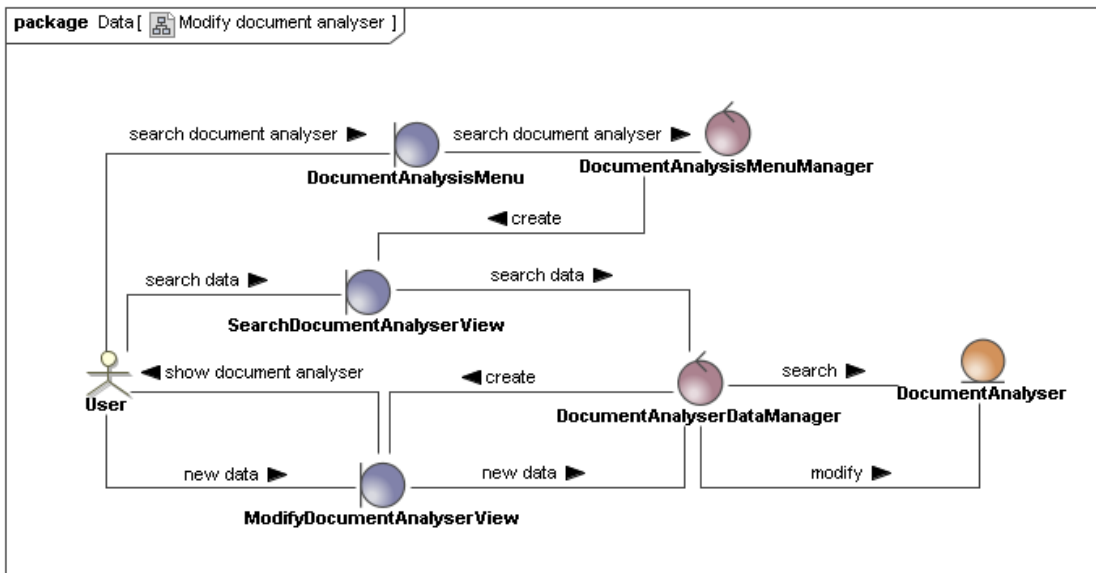 package Data[ Modify document analyser ]
search document analyser ►
search document analyser ►
DocumentAnalysisMenu
DocumentAnalysisMenuManager
◄ create
search data ►
search data ►
SearchDocumentAnalyserView
◄ show document analyser
◄ create
search ►
User
DocumentAnalyserDataManager
DocumentAnalyser
new data ►
new data ►
modify ►
ModifyDocumentAnalyserView